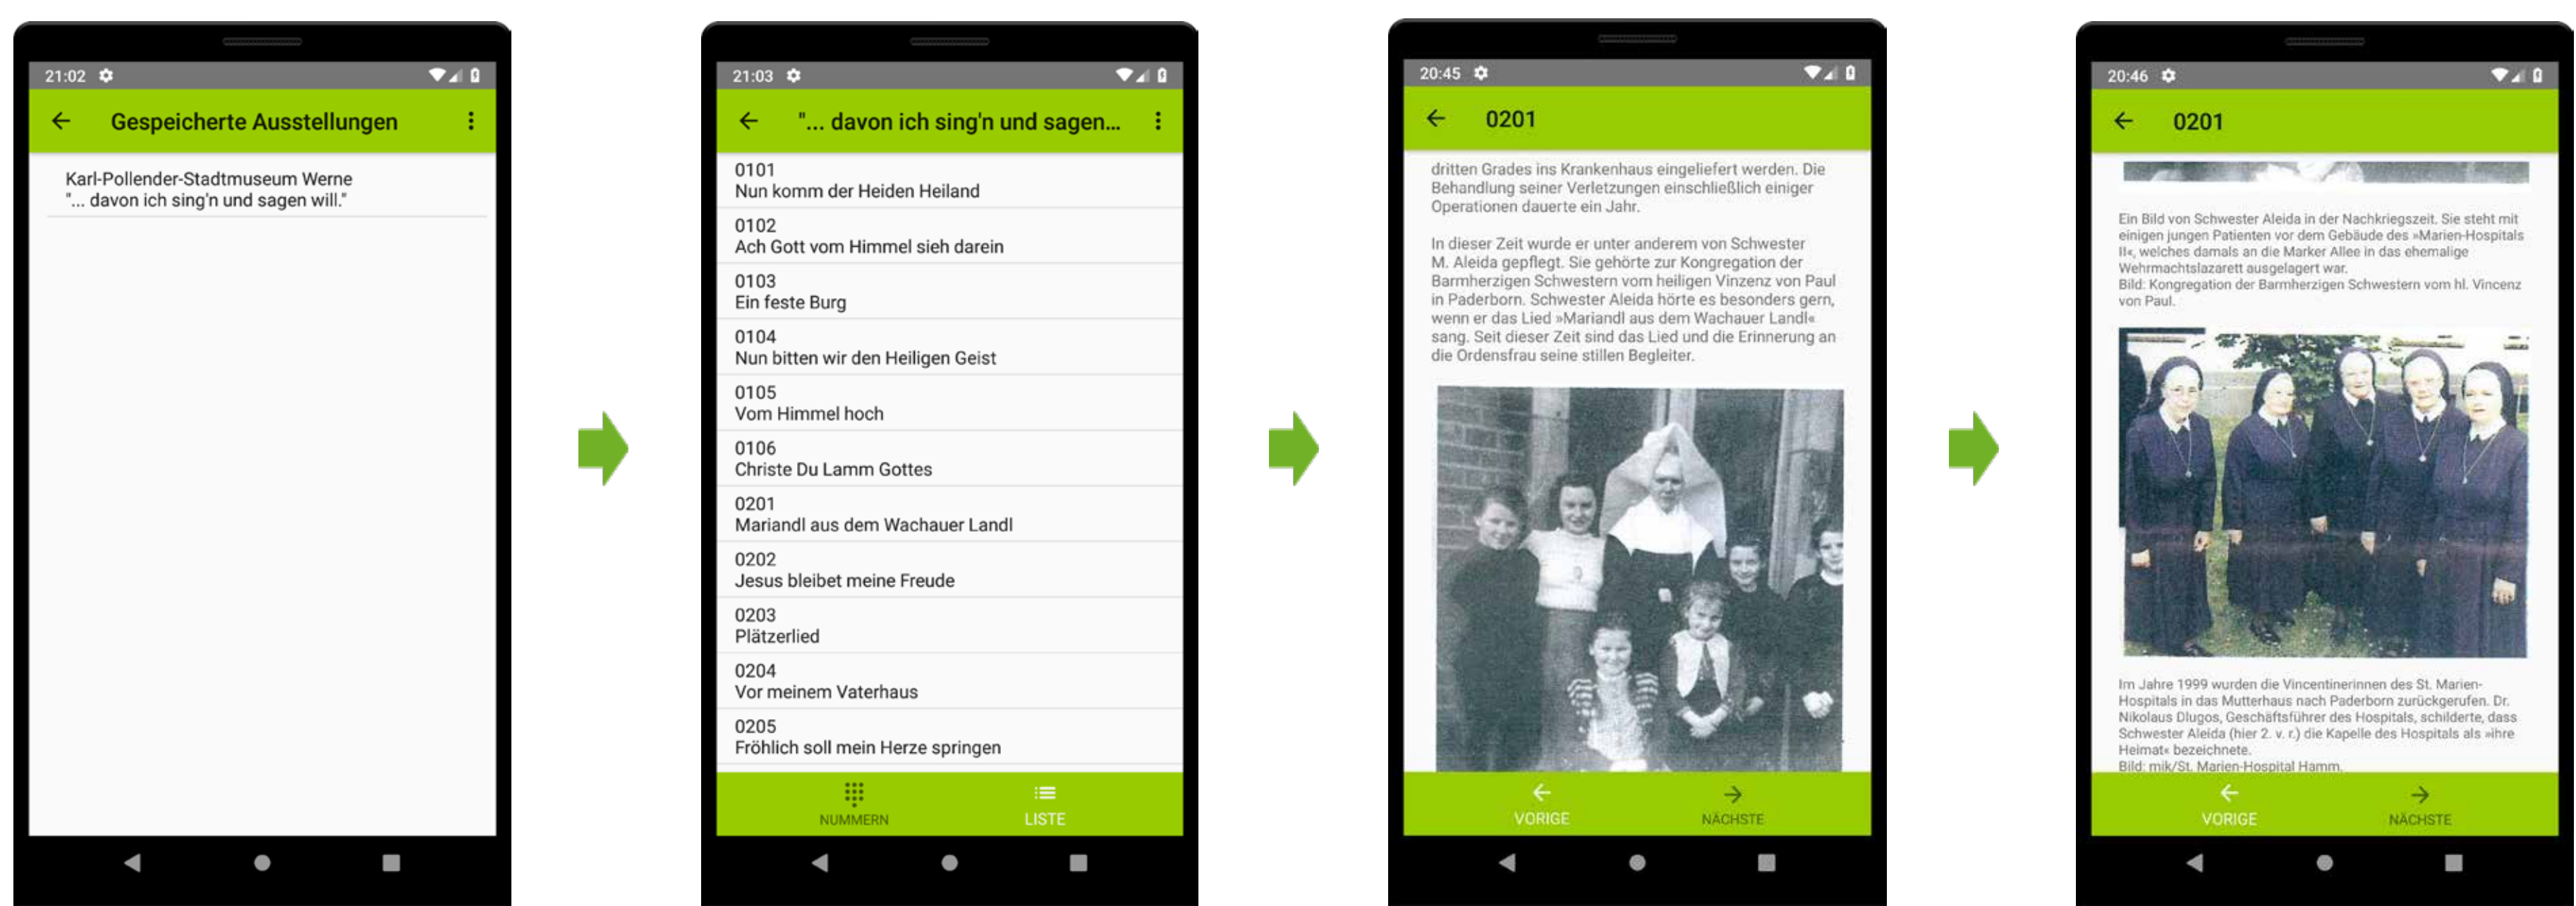 21:02
Gespeicherte Ausstellungen
Karl-Pollender-Stadtmuseum Werne
"... davon ich sing'n und sagen will."
21:03
"... davon ich sing'n und sagen...
0101
Nun komm der Heiden Heiland
0102
Ach Gott vom Himmel sieh darein
0103
Ein feste Burg
0104
Nun bitten wir den Heiligen Geist
0105
Vom Himmel hoch
0106
Christe Du Lamm Gottes
0201
Mariandl aus dem Wachauer Landl
0202
Jesus bleibet meine Freude
0203
Plätzerlied
0204
Vor meinem Vaterhaus
0205
Fröhlich soll mein Herze springen
NUMMERN
LISTE
20:45
0201
dritten Grades ins Krankenhaus eingeliefert werden. Die
Behandlung seiner Verletzungen einschließlich einiger
Operationen dauerte ein Jahr.
In dieser Zeit wurde er unter anderem von Schwester
M. Aleida gepflegt. Sie gehörte zur Kongregation der
Barmherzigen Schwestern vom heiligen Vinzenz von Paul
in Paderborn. Schwester Aleida hörte es besonders gern,
wenn er das Lied »Mariandl aus dem Wachauer Landl«
sang. Seit dieser Zeit sind das Lied und die Erinnerung an
die Ordensfrau seine stillen Begleiter.
VORIGE
NÄCHSTE
20:46
0201
Ein Bild von Schwester Aleida in der Nachkriegszeit. Sie steht mit
einigen jungen Patienten vor dem Gebäude des »Marien-Hospitals
II«, welches damals an die Marker Allee in das ehemalige
Wehrmachtslazarett ausgelagert war.
Bild: Kongregation der Barmherzigen Schwestern vom hl. Vincenz
von Paul.
Im Jahre 1999 wurden die Vincentinerinnen des St. Marien-
Hospitals in das Mutterhaus nach Paderborn zurückgerufen. Dr.
Nikolaus Dlugos, Geschäftsführer des Hospitals, schilderte, dass
Schwester Aleida (hier 2. v. r.) die Kapelle des Hospitals als »ihre
Heimat« bezeichnete.
Bild: mik/St. Marien-Hospital Hamm.
VORIGE
NÄCHSTE